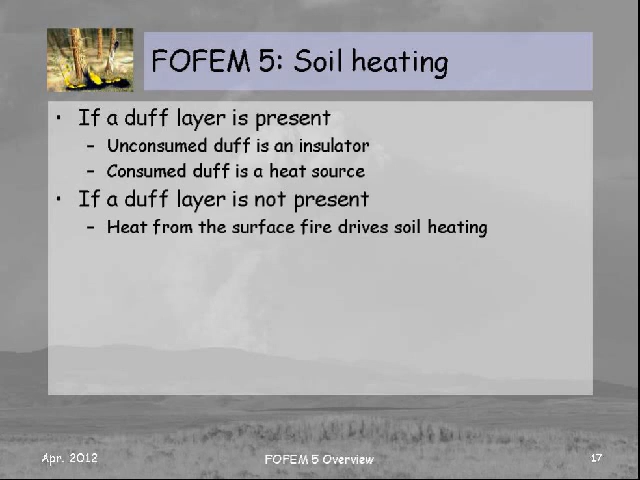 FOFEM 5: Soil heating
• If a duff layer is present
– Unconsumed duff is an insulator
– Consumed duff is a heat source
• If a duff layer is not present
– Heat from the surface fire drives soil heating
Apr. 2012
FOFEM 5 Overview
17